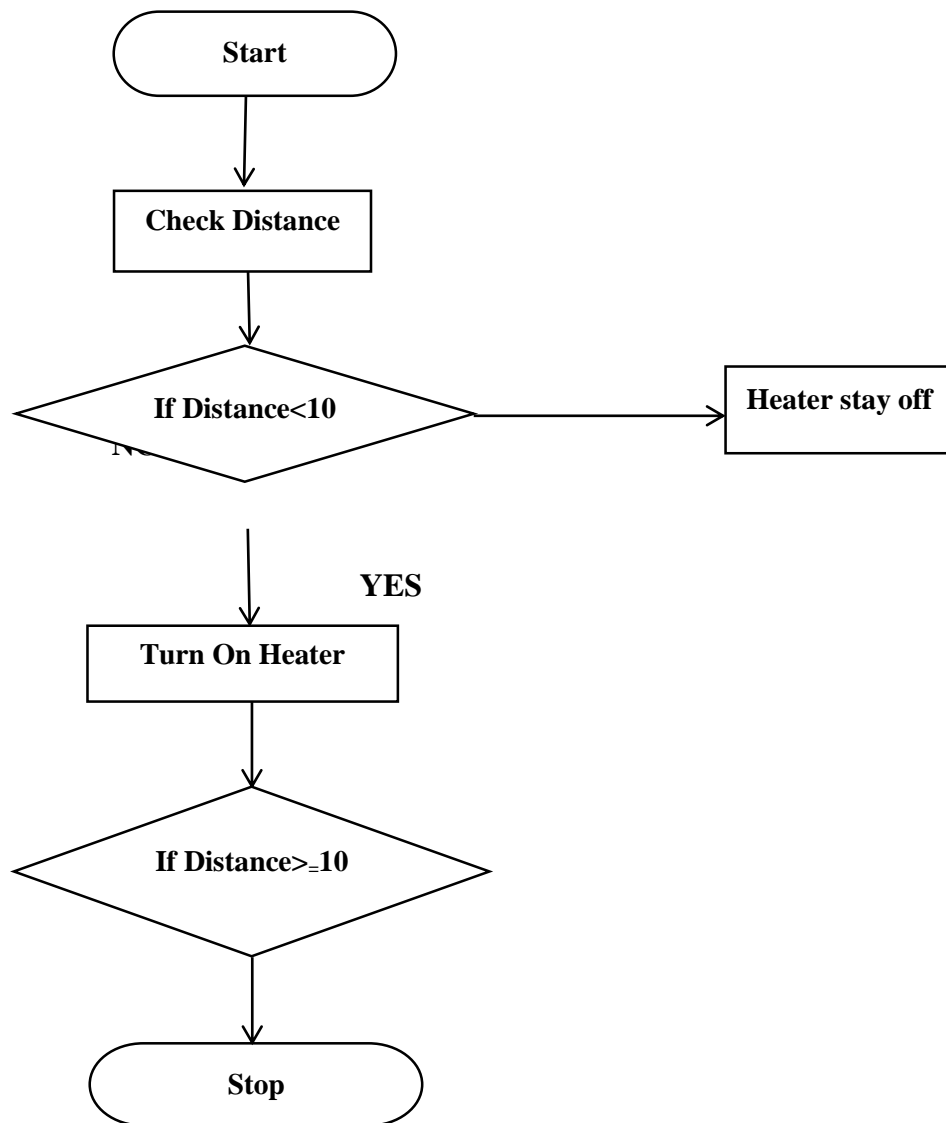 Start
Check Distance
If Distance<10
Heater stay off
YES
Turn On Heater
If Distance>=10
Stop